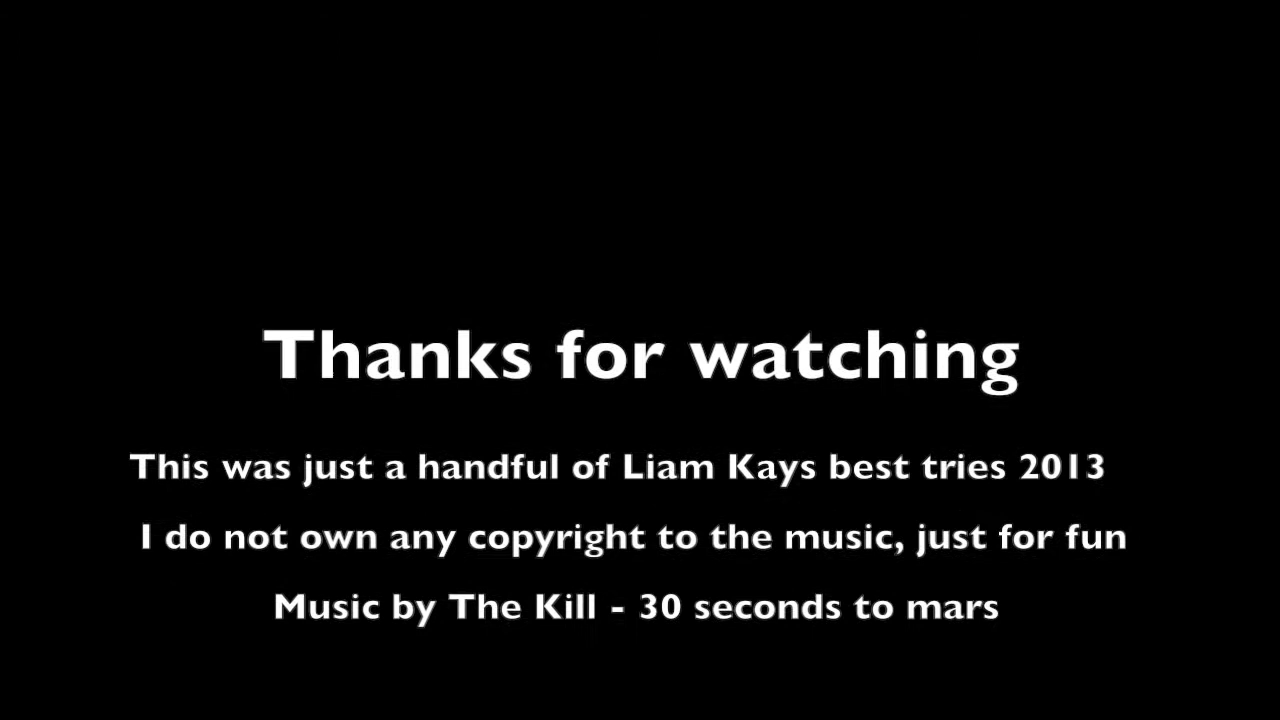 Thanks for watching
This was just a handful of Liam Kays best tries 2013
I do not own any copyright to the music, just for fun
Music by The Kill - 30 seconds to mars